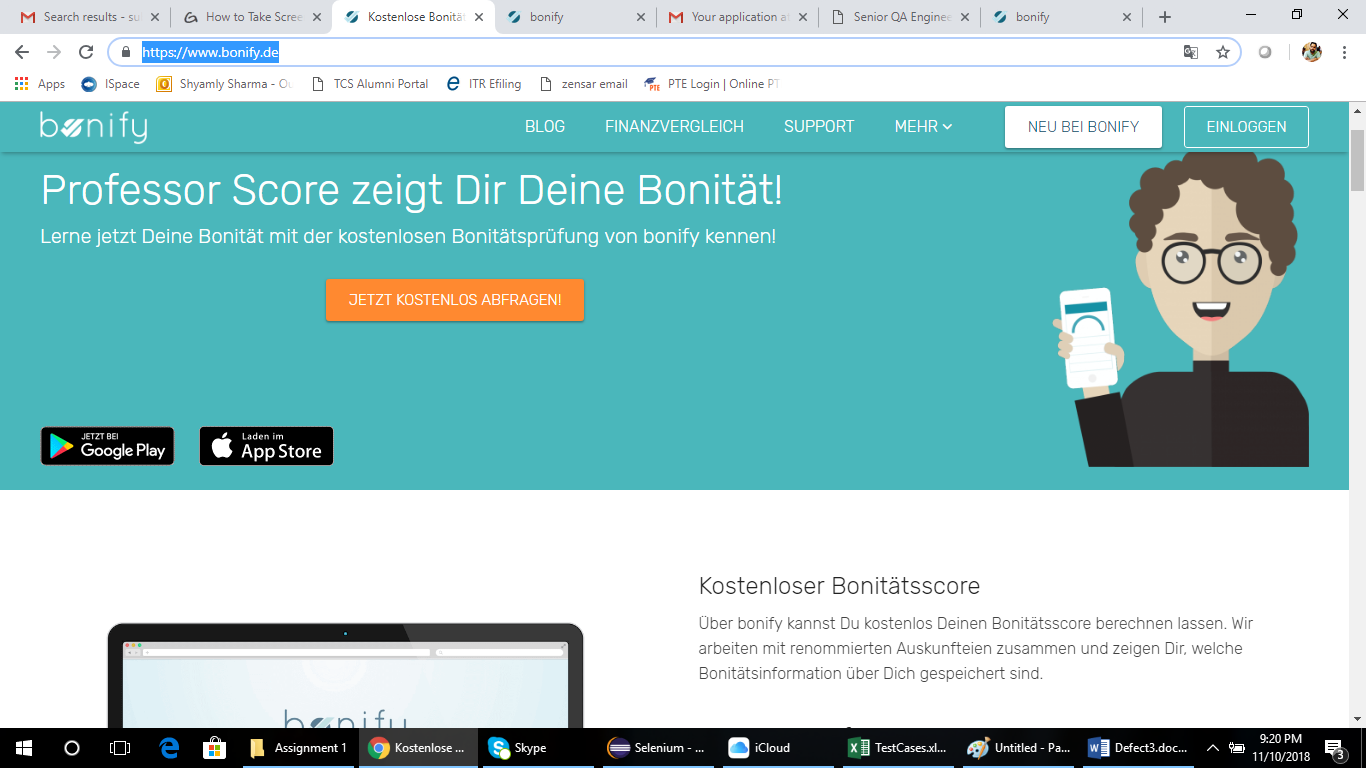 Search results - su
How to Take Scree
Kostenlose Bonität
bonify
Your application at
Senior QA Enginee
bonify
https://www.bonify.de
Apps
ISpace
Shyamly Sharma - Ou
TCS Alumni Portal
ITR Efiling
zensar email
PTE Login | Online PT
bonify
BLOG
FINANZVERGLEICH
SUPPORT
MEHR
NEU BEI BONIFY
EINLOGGEN
Professor Score zeigt Dir Deine Bonität!
Lerne jetzt Deine Bonität mit der kostenlosen Bonitätsprüfung von bonify kennen!
JETZT KOSTENLOS ABFRAGEN!
JETZT BEI
Google Play
Laden im
App Store
Kostenloser Bonitätsscore
Über bonify kannst Du kostenlos Deinen Bonitätsscore berechnen lassen. Wir
arbeiten mit renommierten Auskunfteien zusammen und zeigen Dir, welche
Bonitätsinformation über Dich gespeichert sind.
bonify
Assignment 1
Kostenlose ...
Skype
Selenium - ...
iCloud
TestCases.xl...
Untitled - Pa...
Defect3.doc...
9:20 PM
11/10/2018
3